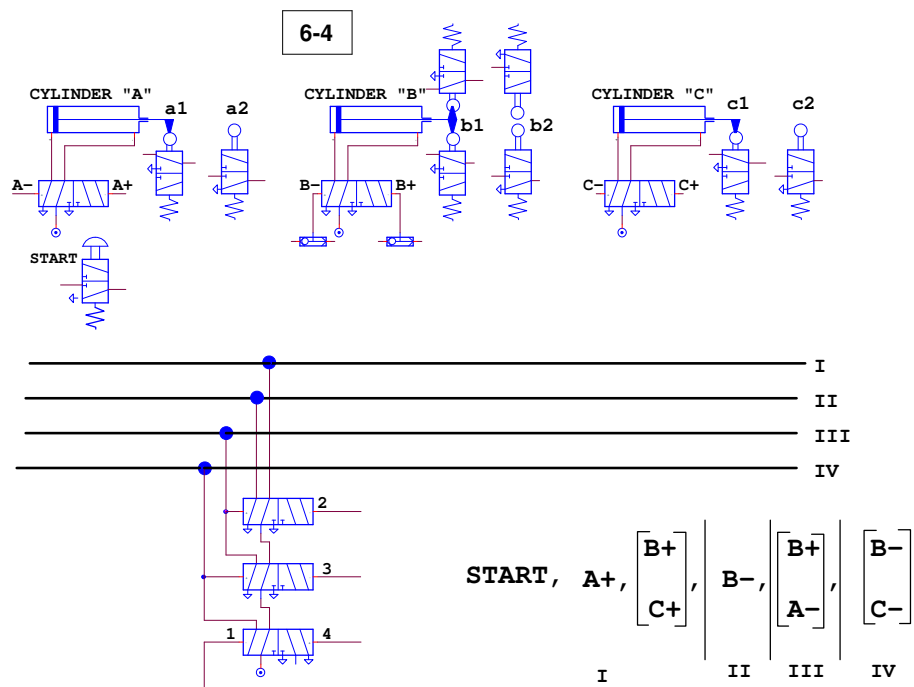 6-4
CYLINDER "A"
a1
a2
CYLINDER "B"
b1
b2
CYLINDER "C"
c1
c2
A-
A+
B-
B+
C-
C+
START
I
II
III
IV
2
3
1
4
START, A+, [B+ C+], B-, [B+ A-] [B- C-]
I II III IV